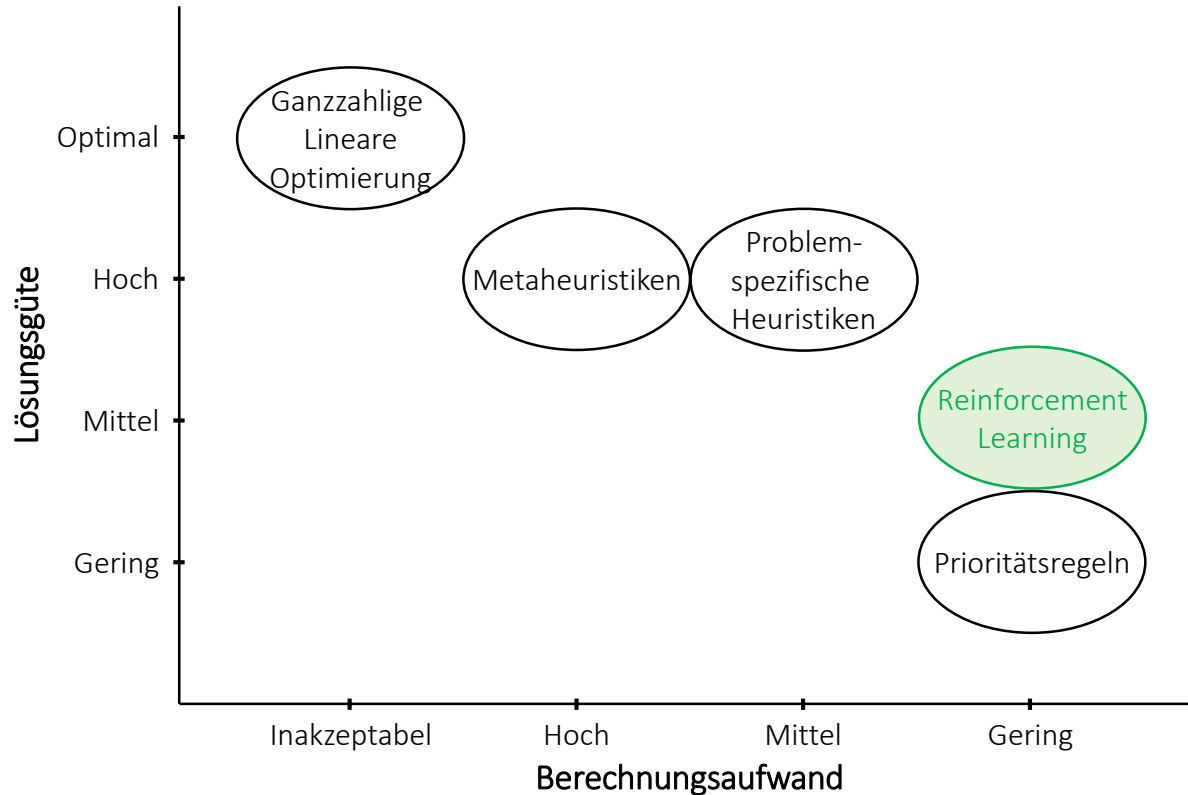 Ganzzahlige
Lineare
Optimierung
Optimal
Problem-
spezifische
Heuristiken
Metaheuristiken
Hoch
Lösungsgüte
Reinforcement
Learning
Mittel
Prioritätsregeln
Gering
Inakzeptabel
Hoch
Mittel
Gering
Berechnungsaufwand